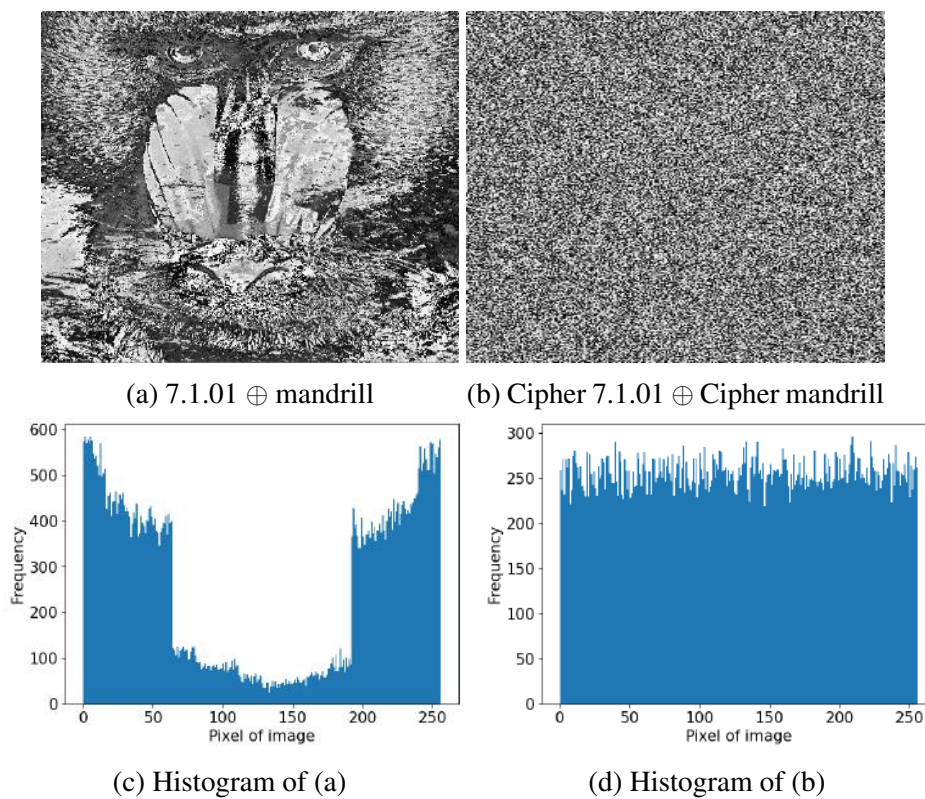 (a) 7.1.01 ⊕ mandrill
(b) Cipher 7.1.01 ⊕ Cipher mandrill
600
500
400
300
200
100
0
Frequency
0 50 100 150 200 250
Pixel of image
300
250
200
150
100
50
0
Frequency
0 50 100 150 200 250
Pixel of image
(c) Histogram of (a)
(d) Histogram of (b)